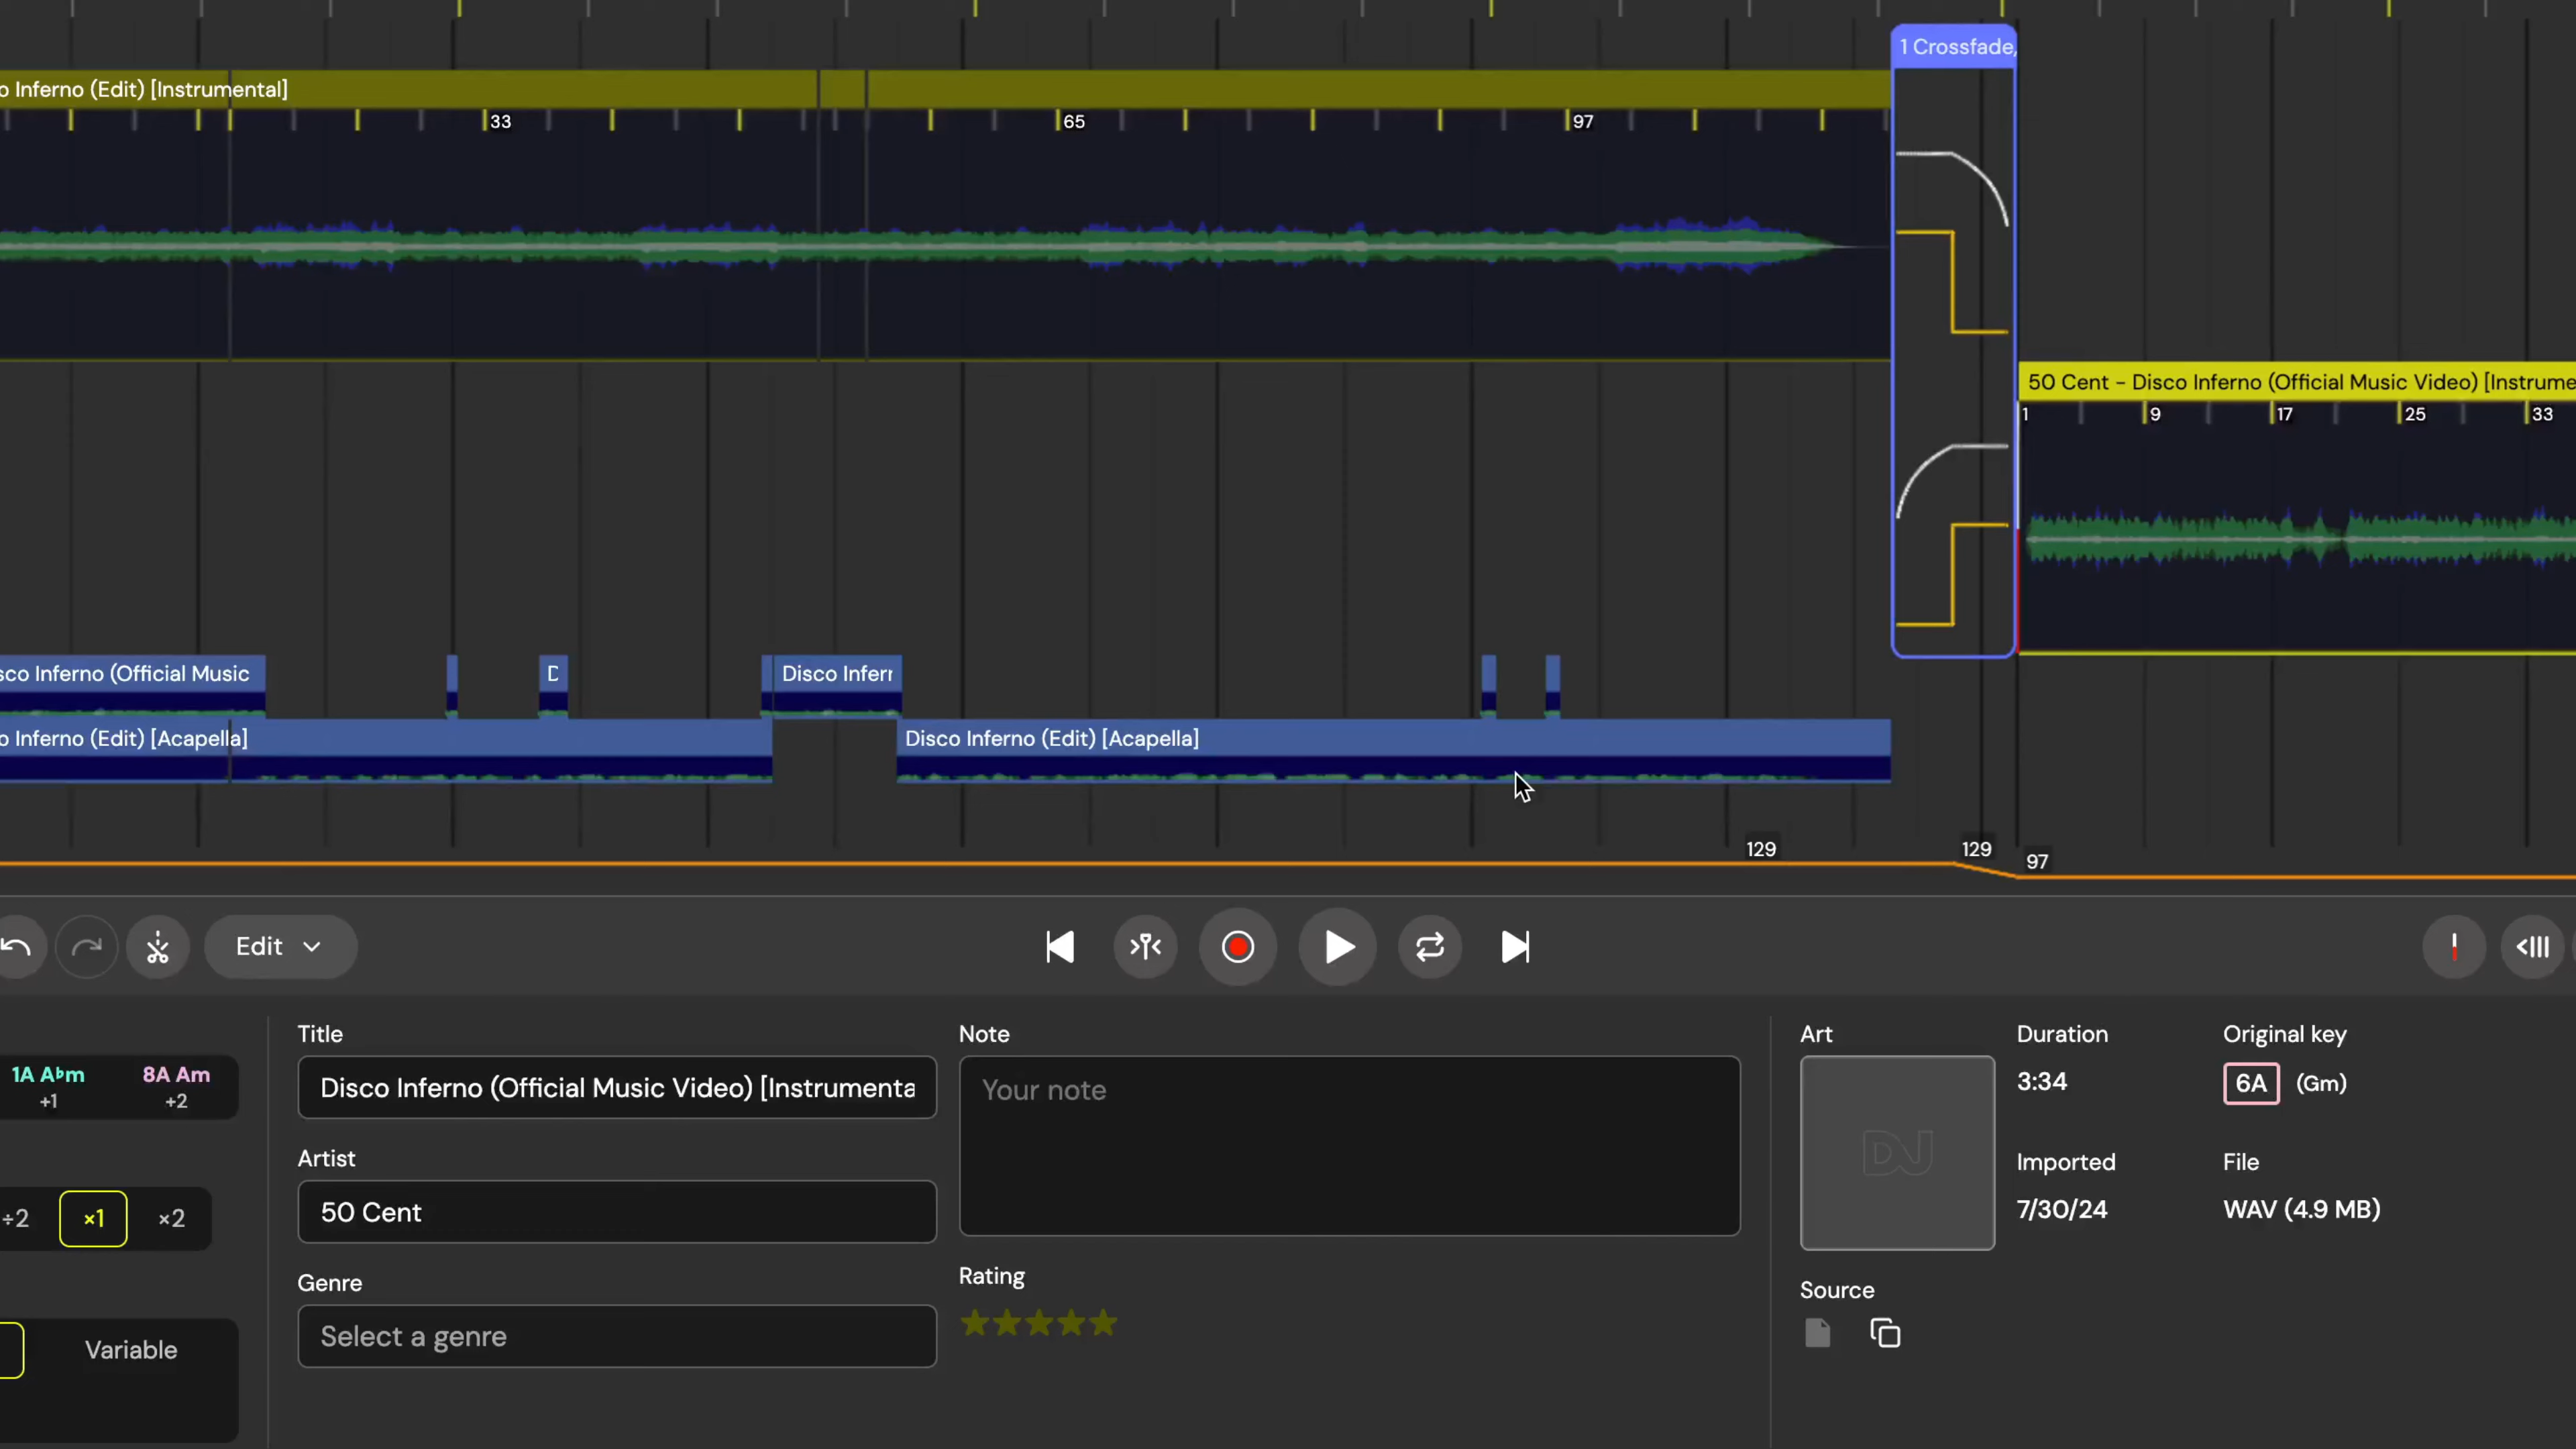 1 Crossfade,
o Inferno (Edit) [Instrumental]
33
65
97
50 Cent - Disco Inferno (Official Music Video) [Instrume
1
9
17
25
33
sco Inferno (Official Music
D
Disco Inferr
o Inferno (Edit) [Acapella]
Disco Inferno (Edit) [Acapella]
129
129
97
Edit
Title
Note
Art
Duration
Original key
1A A♭m
8A Am
+1
+2
Disco Inferno (Official Music Video) [Instrumenta
Your note
3:34
6A (Gm)
DJ
Artist
Imported
File
÷2
×1
×2
50 Cent
7/30/24
WAV (4.9 MB)
Genre
Rating
Source
Variable
Select a genre